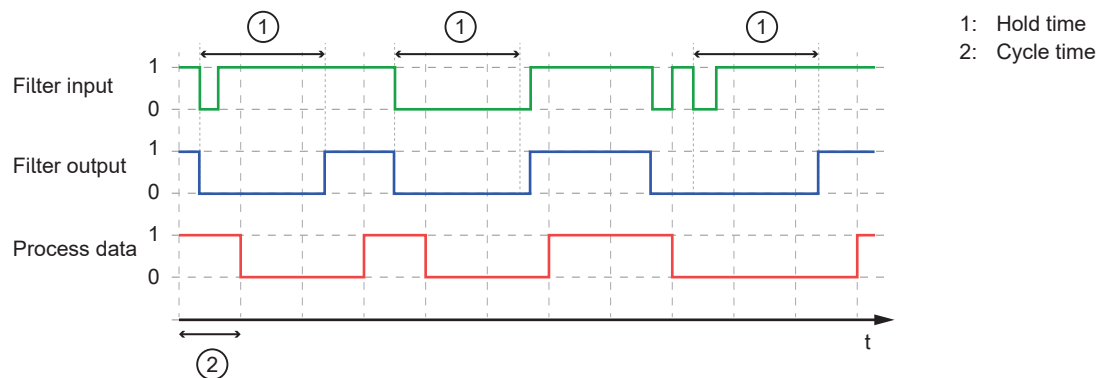 1 1 1
1: Hold time
2: Cycle time
Filter input 1
0
Filter output 1
0
Process data 1
0
t
2